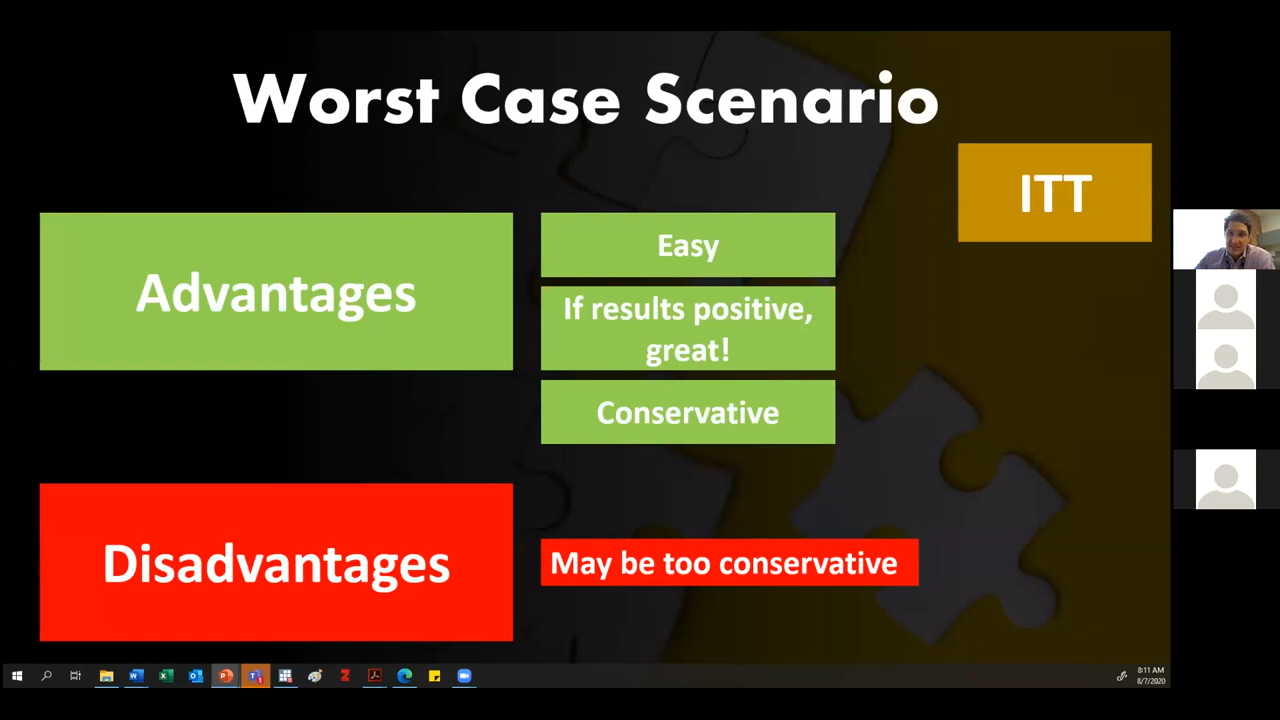 Worst Case Scenario
ITT
Advantages
Easy
If results positive,
great!
Conservative
Disadvantages
May be too conservative
8:11 AM
8/7/2020